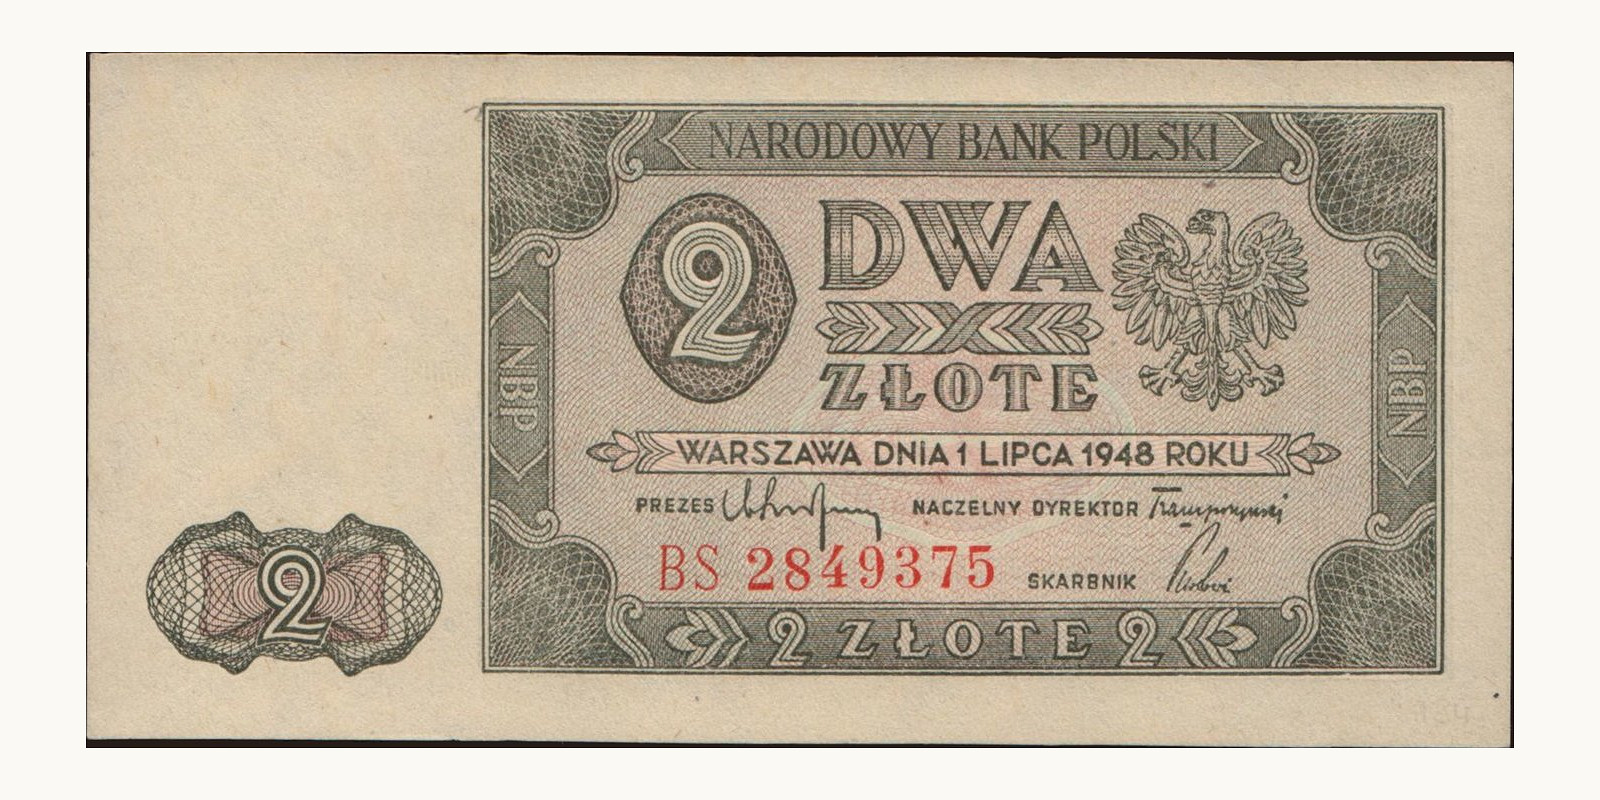 NARODOWY BANK POLSKI
2
DWA
ZŁOTE
NBP
NBP
WARSZAWA DNIA 1 LIPCA 1948 ROKU
PREZES NACZELNY DYREKTOR
BS 2849375 SKARBNIK
2
2 ZŁOTE 2